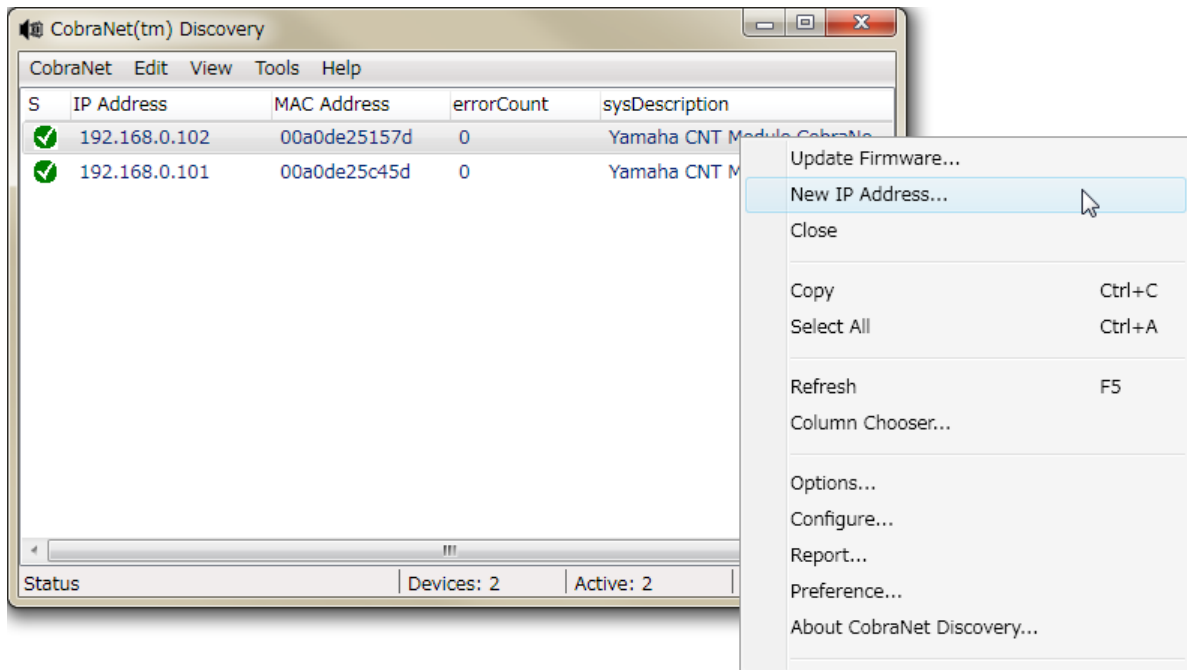 CobraNet(tm) Discovery
CobraNet Edit View Tools Help
S IP Address MAC Address errorCount sysDescription
192.168.0.102 00a0de25157d 0 Yamaha CNT Module CobraNe
192.168.0.101 00a0de25c45d 0 Yamaha CNT M
Update Firmware...
New IP Address...
Close
Copy Ctrl+C
Select All Ctrl+A
Refresh F5
Column Chooser...
Options...
Configure...
Report...
Preference...
About CobraNet Discovery...
Status Devices: 2 Active: 2